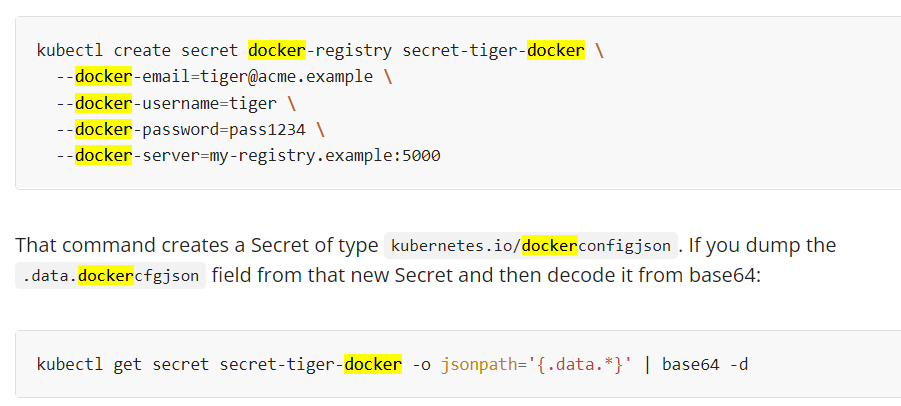 kubectl create secret docker-registry secret-tiger-docker \
--docker-email=tiger@acme.example \
--docker-username=tiger \
--docker-password=pass1234 \
--docker-server=my-registry.example:5000
That command creates a Secret of type kubernetes.io/dockerconfigjson. If you dump the
.data.dockercfgjson field from that new Secret and then decode it from base64:
kubectl get secret secret-tiger-docker -o jsonpath='{.data.*}' | base64 -d